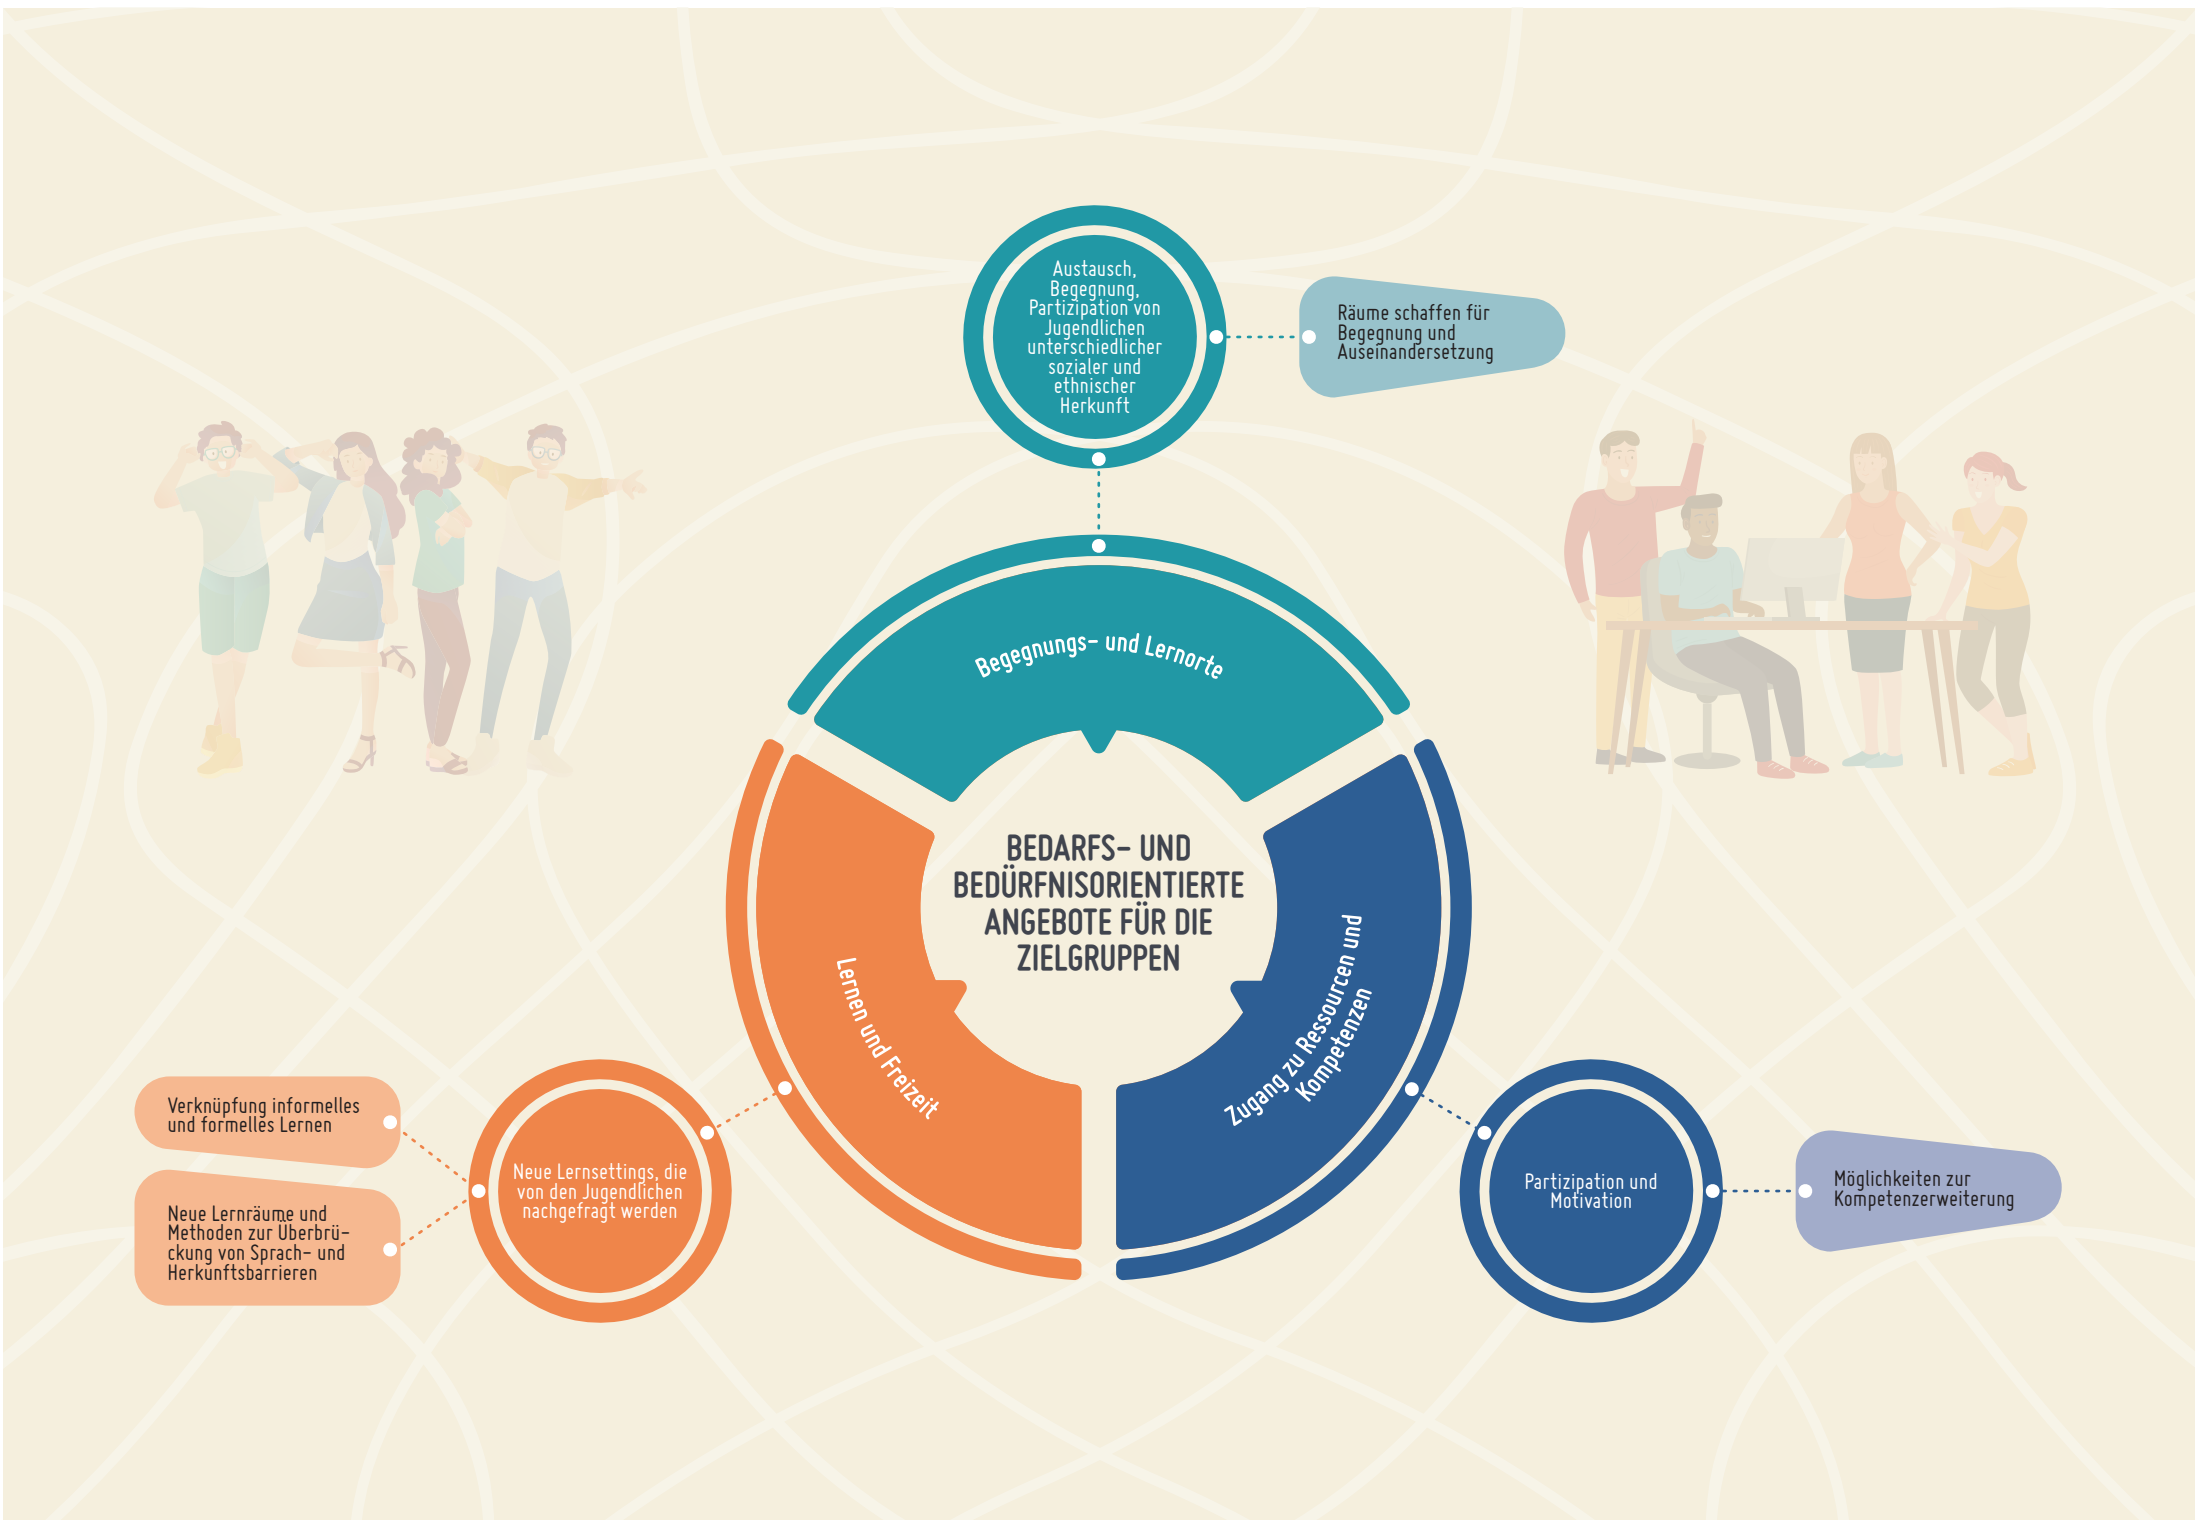 Austausch,
Begegnung,
Partizipation von
Jugendlichen
unterschiedlicher
sozialer und
ethnischer
Herkunft
Räume schaffen für
Begegnung und
Auseinandersetzung
Begegnungs- und Lernorte
BEDARFS- UND
BEDÜRFNISORIENTIERTE
ANGEBOTE FÜR DIE
ZIELGRUPPEN
Lernen und Freizeit
Zugang zu Ressourcen und
Kompetenzen
Verknüpfung informelles
und formelles Lernen
Neue Lernräume und
Methoden zur Überbrü-
ckung von Sprach- und
Herkunftsbarrieren
Neue Lernsettings, die
von den Jugendlichen
nachgefragt werden
Partizipation und
Motivation
Möglichkeiten zur
Kompetenzerweiterung